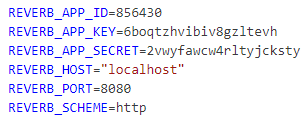 REVERB_APP_ID=856430
REVERB_APP_KEY=6boqtzhvibiv8gzltevh
REVERB_APP_SECRET=2vwyfawcw4rltyjcksty
REVERB_HOST="localhost"
REVERB_PORT=8080
REVERB_SCHEME=http